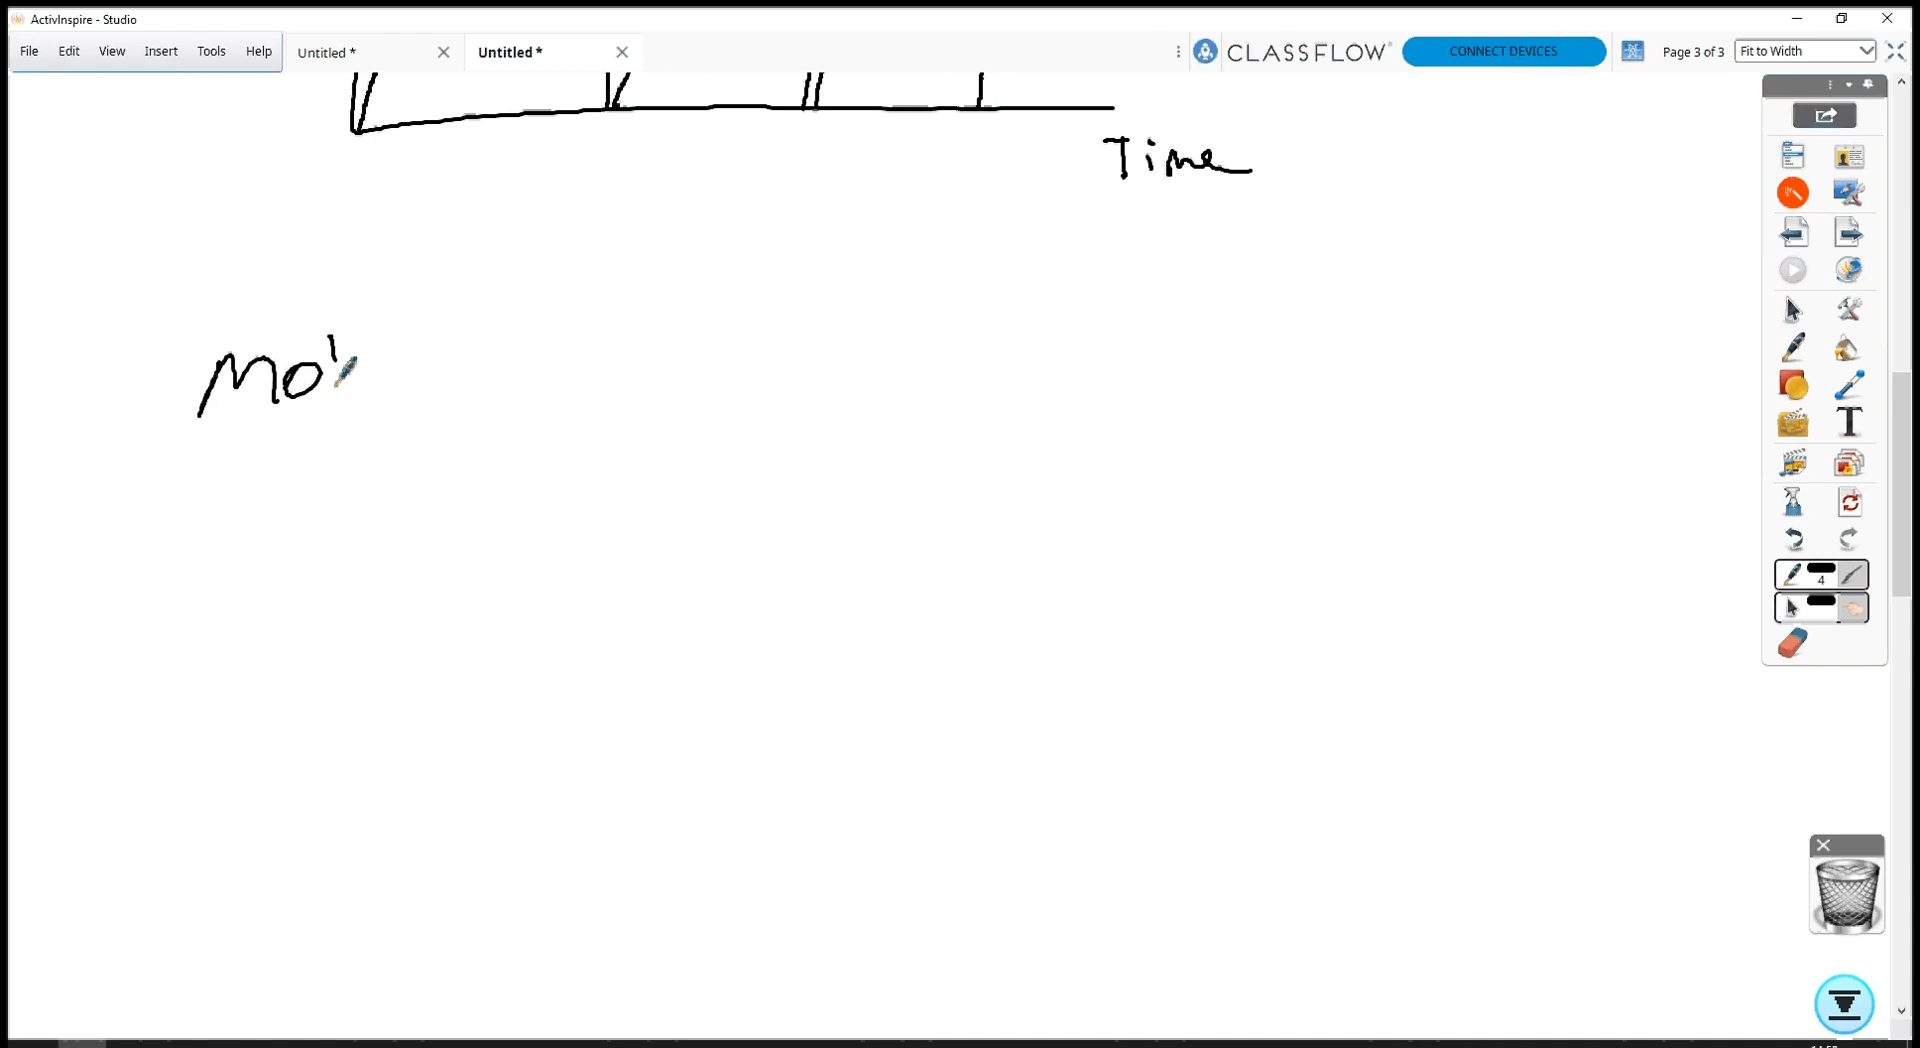 ActivInspire - Studio
File Edit View Insert Tools Help Untitled * Untitled * CLASSFLOW CONNECT DEVICES Page 3 of 3 Fit to Width
Time
Mo
4